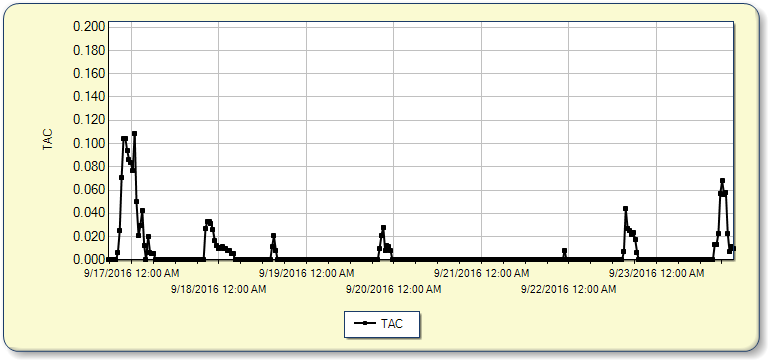 0.200
0.180
0.160
0.140
0.120
0.100
0.080
0.060
0.040
0.020
0.000
TAC
9/17/2016 12:00 AM
9/18/2016 12:00 AM
9/19/2016 12:00 AM
9/20/2016 12:00 AM
9/21/2016 12:00 AM
9/22/2016 12:00 AM
9/23/2016 12:00 AM
TAC